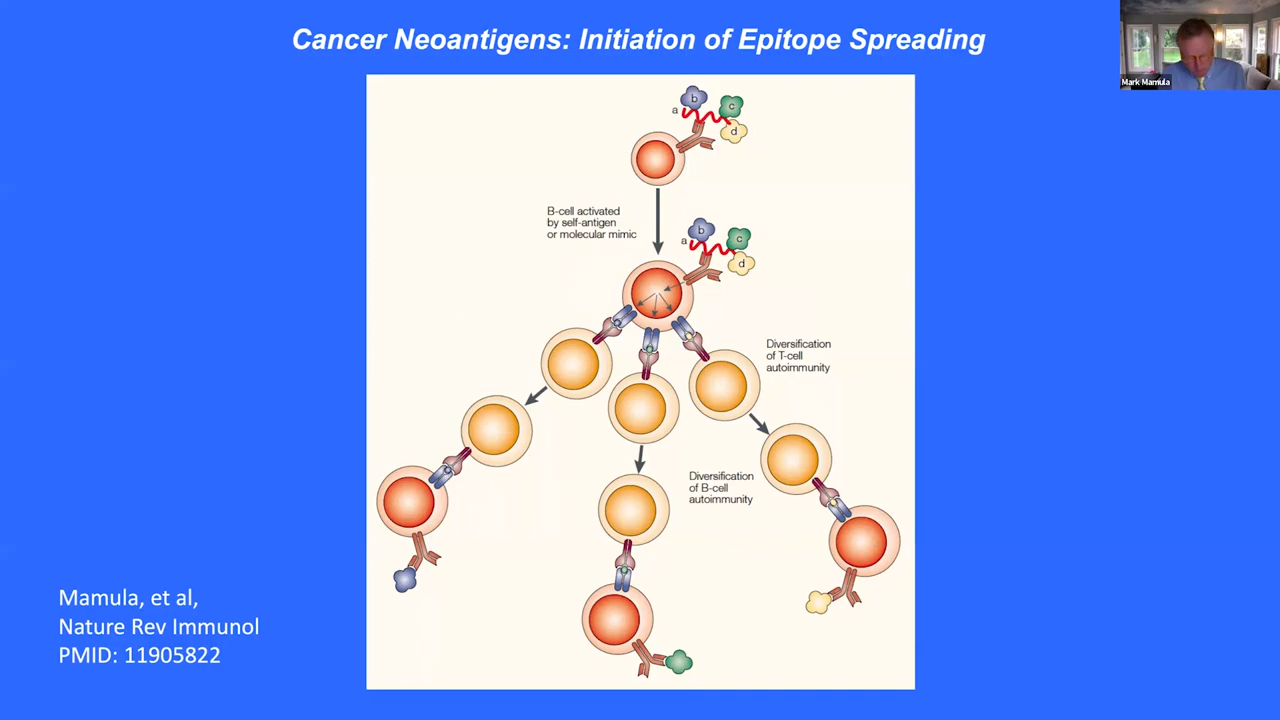 Cancer Neoantigens: Initiation of Epitope Spreading
Mark Mamula
b
a
c
d
B-cell activated
by self-antigen
or molecular mimic
b
a
c
d
Diversification
of T-cell
autoimmunity
Diversification
of B-cell
autoimmunity
Mamula, et al,
Nature Rev Immunol
PMID: 11905822